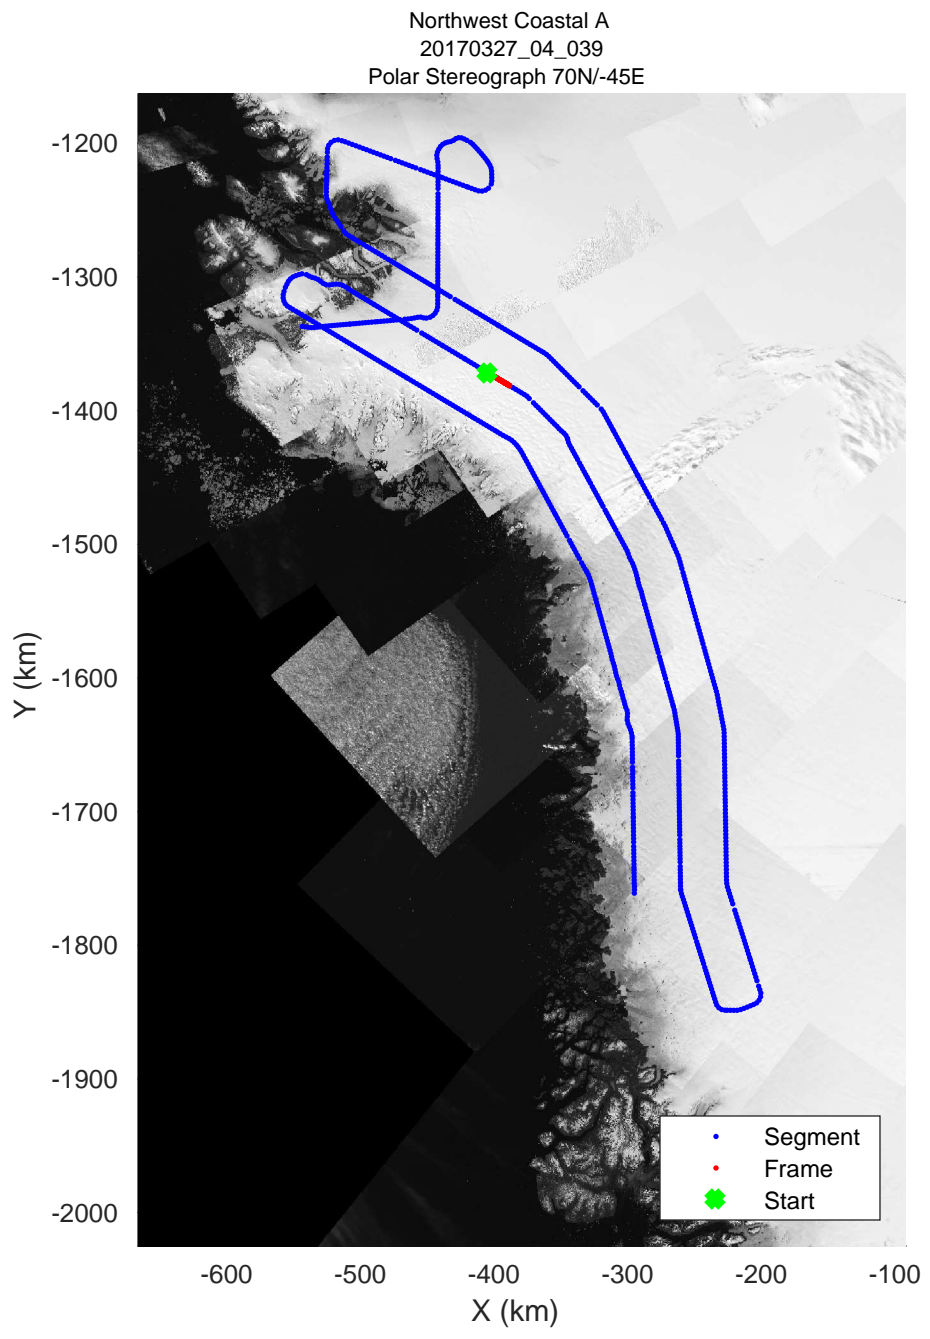 Northwest Coastal A
20170327_04_039
Polar Stereograph 70N/-45E
-1200
-1300
-1400
-1500
-1600
-1700
-1800
-1900
-2000
Y (km)
Segment
Frame
Start
-600 -500 -400 -300 -200 -100
X (km)